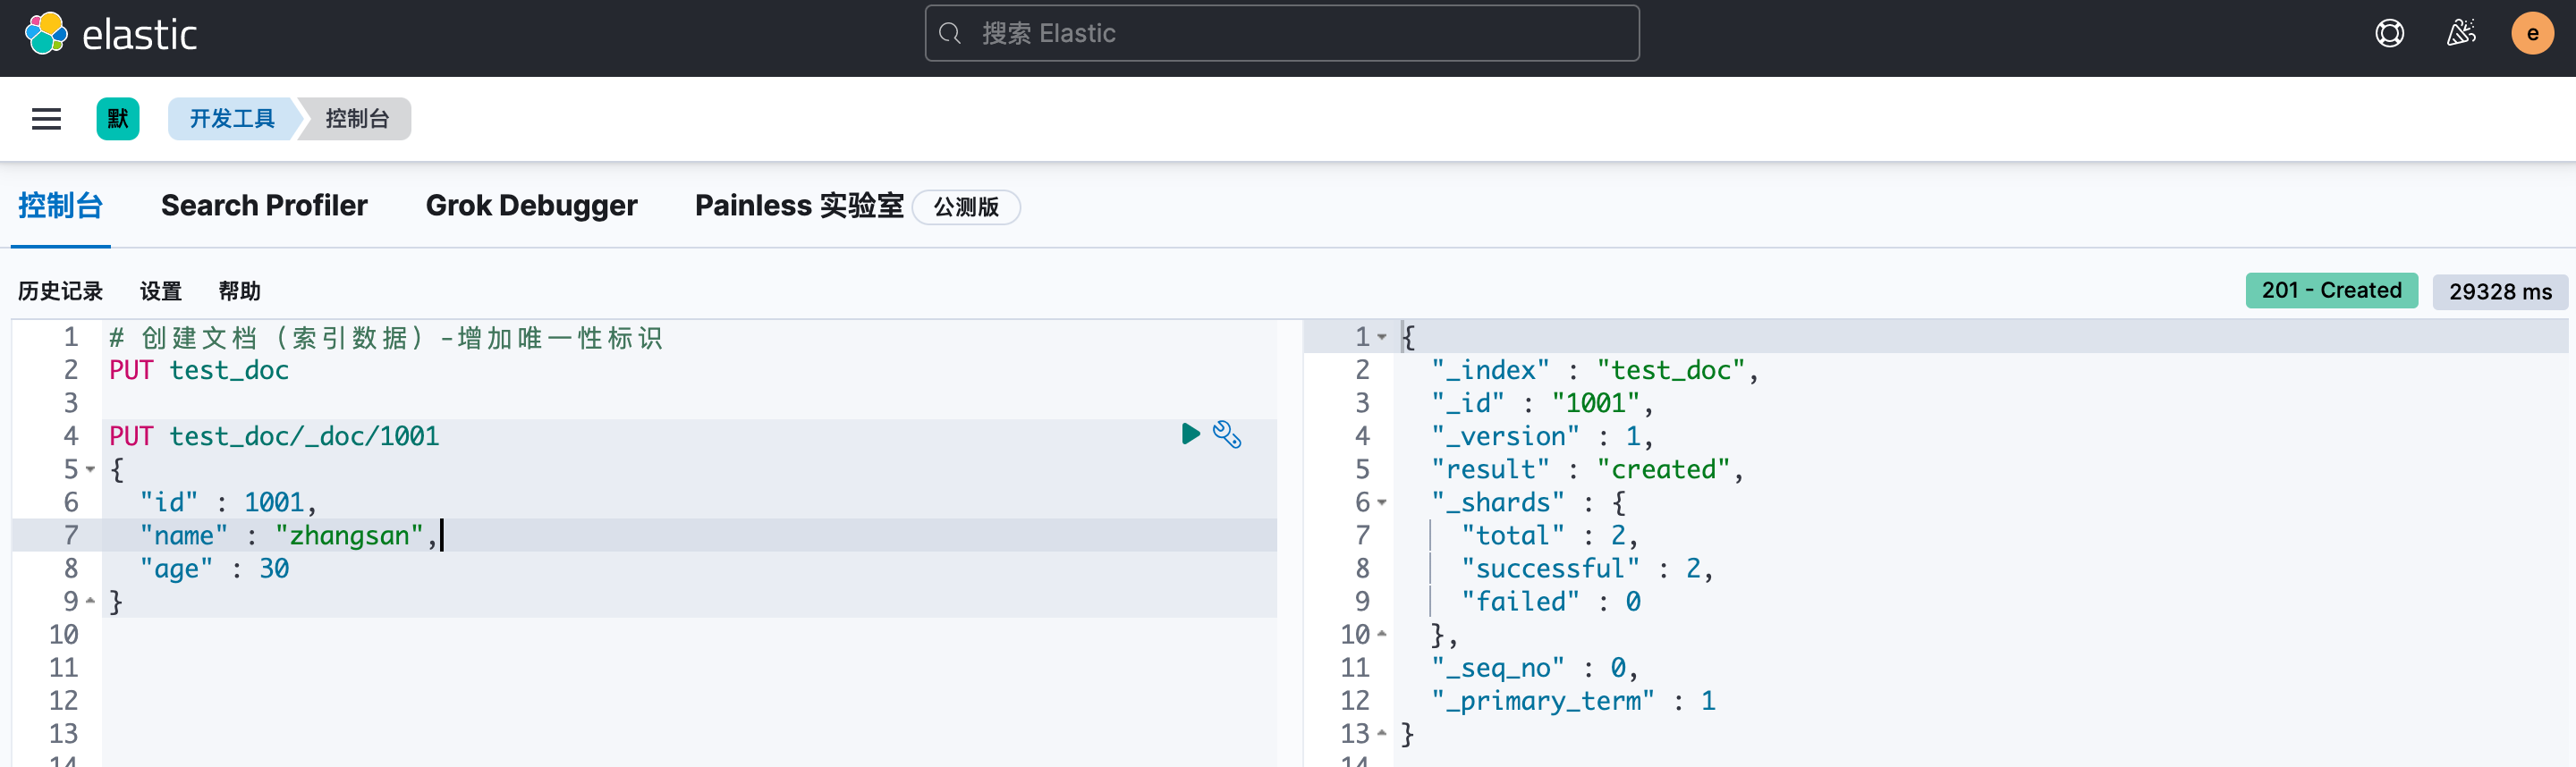 elastic
搜索 Elastic
e
默
开发工具
控制台
控制台
Search Profiler
Grok Debugger
Painless 实验室
公测版
历史记录
设置
帮助
201 - Created
29328 ms
1 # 创建文档（索引数据）-增加唯一性标识
2 PUT test_doc
3
4 PUT test_doc/_doc/1001
5 {
6 "id" : 1001,
7 "name" : "zhangsan",
8 "age" : 30
9 }
10
11
12
13
14
1 {
2 "_index" : "test_doc",
3 "_id" : "1001",
4 "_version" : 1,
5 "result" : "created",
6 "_shards" : {
7 "total" : 2,
8 "successful" : 2,
9 "failed" : 0
10 },
11 "_seq_no" : 0,
12 "_primary_term" : 1
13 }
14